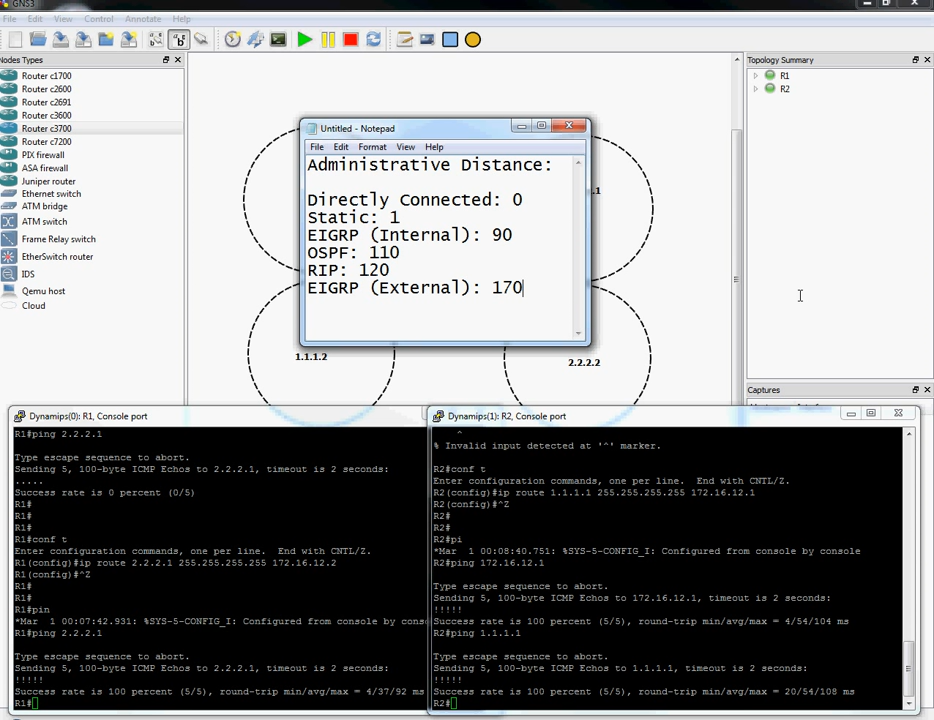 GNS3
File Edit View Control Annotate Help
Nodes Types
Router c1700
Router c2600
Router c2691
Router c3600
Router c3700
Router c7200
PIX firewall
ASA firewall
Juniper router
Ethernet switch
ATM bridge
ATM switch
Frame Relay switch
EtherSwitch router
IDS
Qemu host
Cloud
Untitled - Notepad
File Edit Format View Help
Administrative Distance:
Directly Connected: 0
Static: 1
EIGRP (Internal): 90
OSPF: 110
RIP: 120
EIGRP (External): 170
.1
1.1.1.2
2.2.2.2
Topology Summary
R1
R2
Captures
Dynamips(0): R1, Console port
R1#ping 2.2.2.1
Type escape sequence to abort.
Sending 5, 100-byte ICMP Echos to 2.2.2.1, timeout is 2 seconds:
.....
Success rate is 0 percent (0/5)
R1#
R1#
R1#
R1#conf t
Enter configuration commands, one per line.  End with CNTL/Z.
R1(config)#ip route 2.2.2.1 255.255.255.255 172.16.12.2
R1(config)#^Z
R1#
R1#
R1#pin
*Mar  1 00:07:42.931: %SYS-5-CONFIG_I: Configured from console by cons
R1#ping 2.2.2.1
Type escape sequence to abort.
Sending 5, 100-byte ICMP Echos to 2.2.2.1, timeout is 2 seconds:
!!!!!
Success rate is 100 percent (5/5), round-trip min/avg/max = 4/37/92 ms
R1#
Dynamips(1): R2, Console port
^
% Invalid input detected at '^' marker.
R2#conf t
Enter configuration commands, one per line.  End with CNTL/Z.
R2(config)#ip route 1.1.1.1 255.255.255.255 172.16.12.1
R2(config)#^Z
R2#
R2#
R2#pi
*Mar  1 00:08:40.751: %SYS-5-CONFIG_I: Configured from console by console
R2#ping 172.16.12.1
Type escape sequence to abort.
Sending 5, 100-byte ICMP Echos to 172.16.12.1, timeout is 2 seconds:
!!!!!
Success rate is 100 percent (5/5), round-trip min/avg/max = 4/54/104 ms
R2#ping 1.1.1.1
Type escape sequence to abort.
Sending 5, 100-byte ICMP Echos to 1.1.1.1, timeout is 2 seconds:
!!!!!
Success rate is 100 percent (5/5), round-trip min/avg/max = 20/54/108 ms
R2#